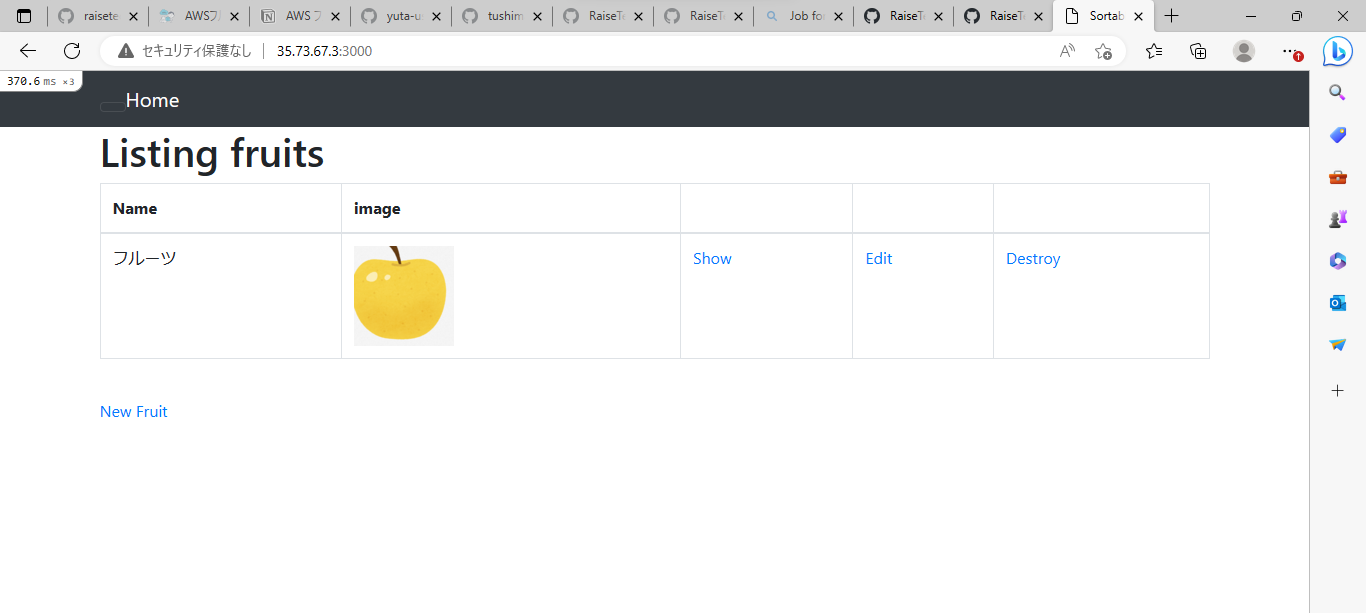 raisete AWSフ AWS フ yuta-u tushim RaiseTe RaiseTe Job fo RaiseTe RaiseTe Sortab
セキュリティ保護なし 35.73.67.3:3000
370.6 ms ×3
Home
Listing fruits
Name image
フルーツ Show Edit Destroy
New Fruit